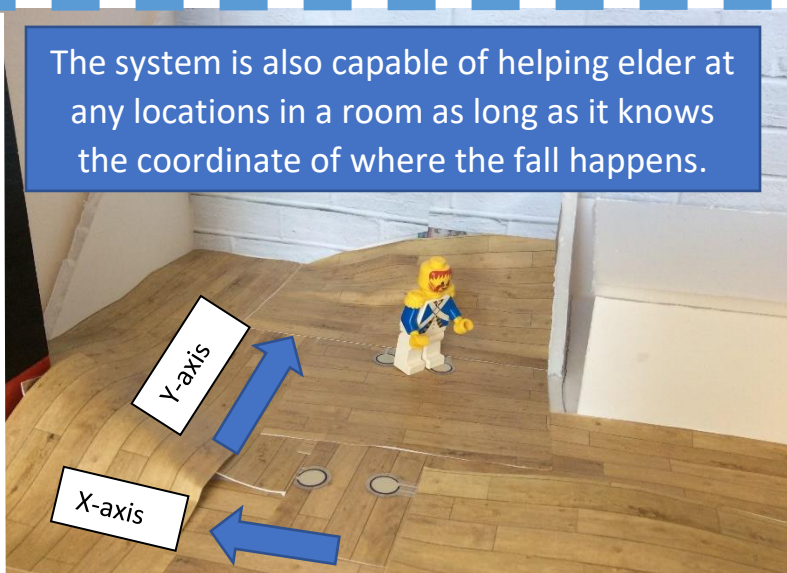 The system is also capable of helping elder at
any locations in a room as long as it knows
the coordinate of where the fall happens.
Y-axis
X-axis